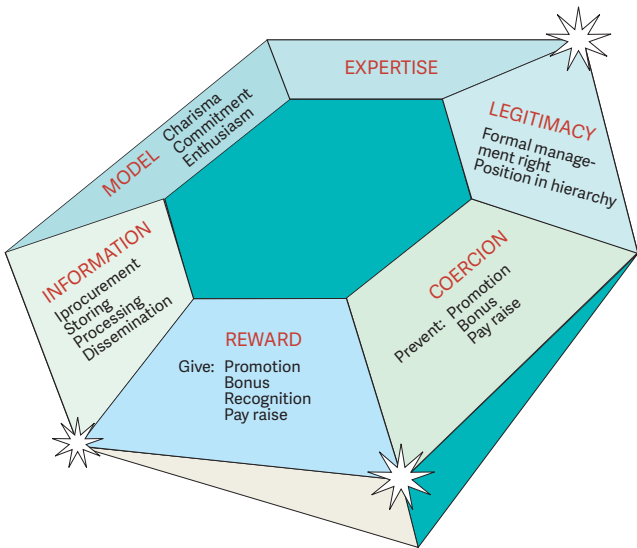 EXPERTISE
LEGITIMACY
Formal manage-
ment right
Position in hierarchy
MODEL
Charisma
Commitment
Enthusiasm
INFORMATION
Iprocurement
Storing
Processing
Dissemination
COERCION
Prevent: Promotion
Bonus
Pay raise
REWARD
Give: Promotion
Bonus
Recognition
Pay raise